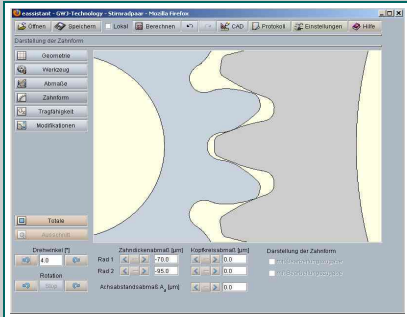 eassistant - GWJ-Technology - Stirnradpaar - Mozilla Firefox
Öffnen Speichern Lokal Berechnen CAD Protokoll Einstellungen Hilfe
Darstellung der Zahnform
Geometrie
Werkzeug
Abmaße
Zahnform
Tragfähigkeit
Modifikationen
Totale
Ausschnitt
Drehwinkel [°] Zahndickenabmaß [µm] Kopfkreisabmaß [µm] Darstellung der Zahnform
4.0 Rad 1 -70.0 0.0
Rotation Rad 2 -95.0 0.0
Stop Achsabstandsabmaß Aa [µm] 0.0